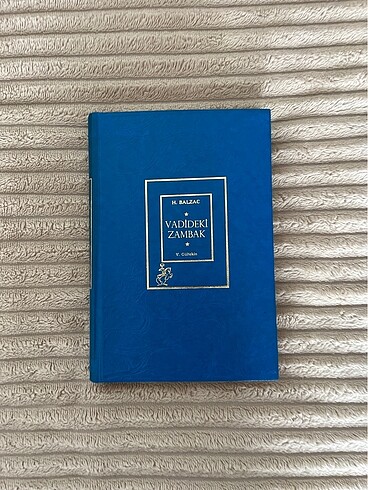 H. BALZAC
VADİDEKİ
ZAMBAK
V. Gültekin